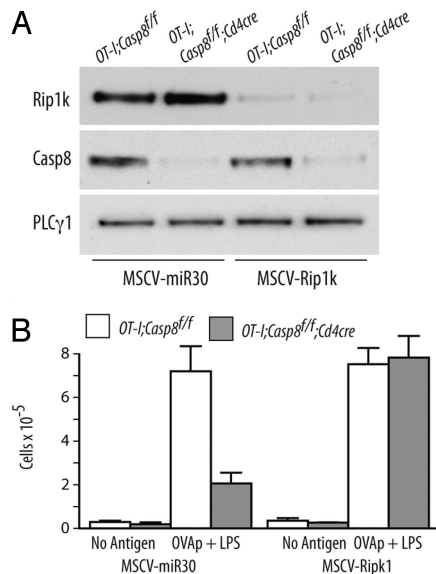 A
OT-I;Casp8f/f
OT-I;
Casp8f/f;Cd4cre
OT-I;Casp8f/f
OT-I;
Casp8f/f;Cd4cre
Rip1k
Casp8
PLCγ1
MSCV-miR30 MSCV-Rip1k
B
OT-I;Casp8f/f OT-I;Casp8f/f;Cd4cre
Cells x 10-5
8
6
4
2
0
No Antigen OVAp + LPS No Antigen OVAp + LPS
MSCV-miR30 MSCV-Ripk1